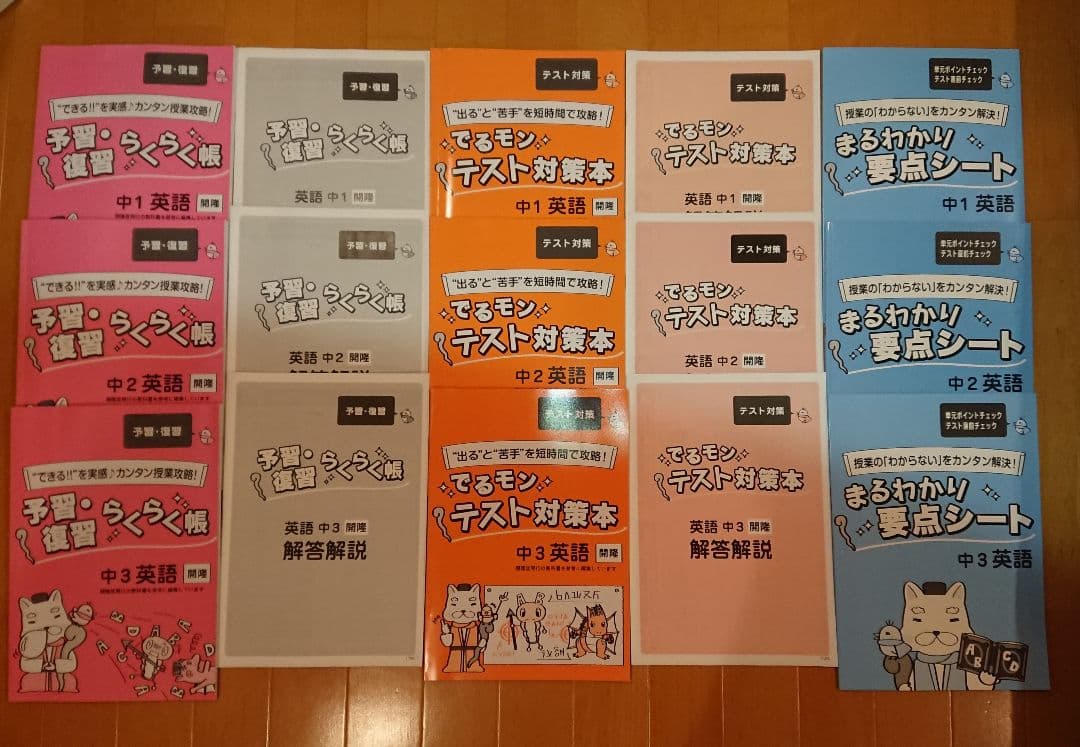 予習・復習
"できる!!"を実感♪カンタン授業攻略!
予習・復習 らくらく帳
中1 英語 開隆
予習・復習
予習・復習 らくらく帳
英語 中1 開隆
テスト対策
"出る"と"苦手"を短時間で攻略!
でるモン
テスト対策本
中1 英語 開隆
テスト対策
でるモン
テスト対策本
英語 中1 開隆
単元ポイントチェック
テスト直前チェック
授業の「わからない」をカンタン解決!
まるわかり
要点シート
中1 英語
予習・復習
"できる!!"を実感♪カンタン授業攻略!
予習・復習 らくらく帳
中2 英語 開隆
予習・復習
予習・復習 らくらく帳
英語 中2 開隆
テスト対策
"出る"と"苦手"を短時間で攻略!
でるモン
テスト対策本
中2 英語 開隆
テスト対策
でるモン
テスト対策本
英語 中2 開隆
単元ポイントチェック
テスト直前チェック
授業の「わからない」をカンタン解決!
まるわかり
要点シート
中2 英語
予習・復習
"できる!!"を実感♪カンタン授業攻略!
予習・復習 らくらく帳
中3 英語 開隆
予習・復習
予習・復習 らくらく帳
英語 中3 開隆
解答解説
テスト対策
"出る"と"苦手"を短時間で攻略!
でるモン
テスト対策本
中3 英語 開隆
開隆堂発行の教科書を参考に編集しています
テスト対策
でるモン
テスト対策本
英語 中3 開隆
解答解説
単元ポイントチェック
テスト直前チェック
授業の「わからない」をカンタン解決!
まるわかり
要点シート
中3 英語
AB CD